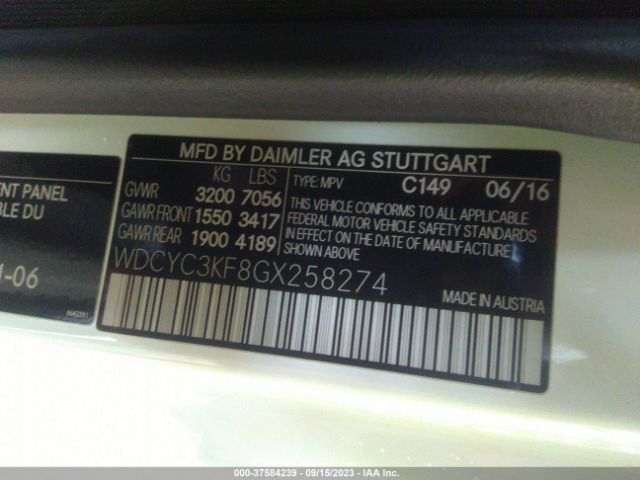 MFD BY DAIMLER AG STUTTGART
KG LBS
GVWR 3200 7056
GAWR FRONT 1550 3417
GAWR REAR 1900 4189
TYPE: MPV C149 06/16
THIS VEHICLE CONFORMS TO ALL APPLICABLE
FEDERAL MOTOR VEHICLE SAFETY STANDARDS
IN EFFECT ON THE DATE OF MANUFACTURE
SHOWN ABOVE
WDCYC3KF8GX258274
MADE IN AUSTRIA
ENT PANEL
BLE DU
-06
A642291
000-37584239 - 09/15/2023 - IAA Inc.